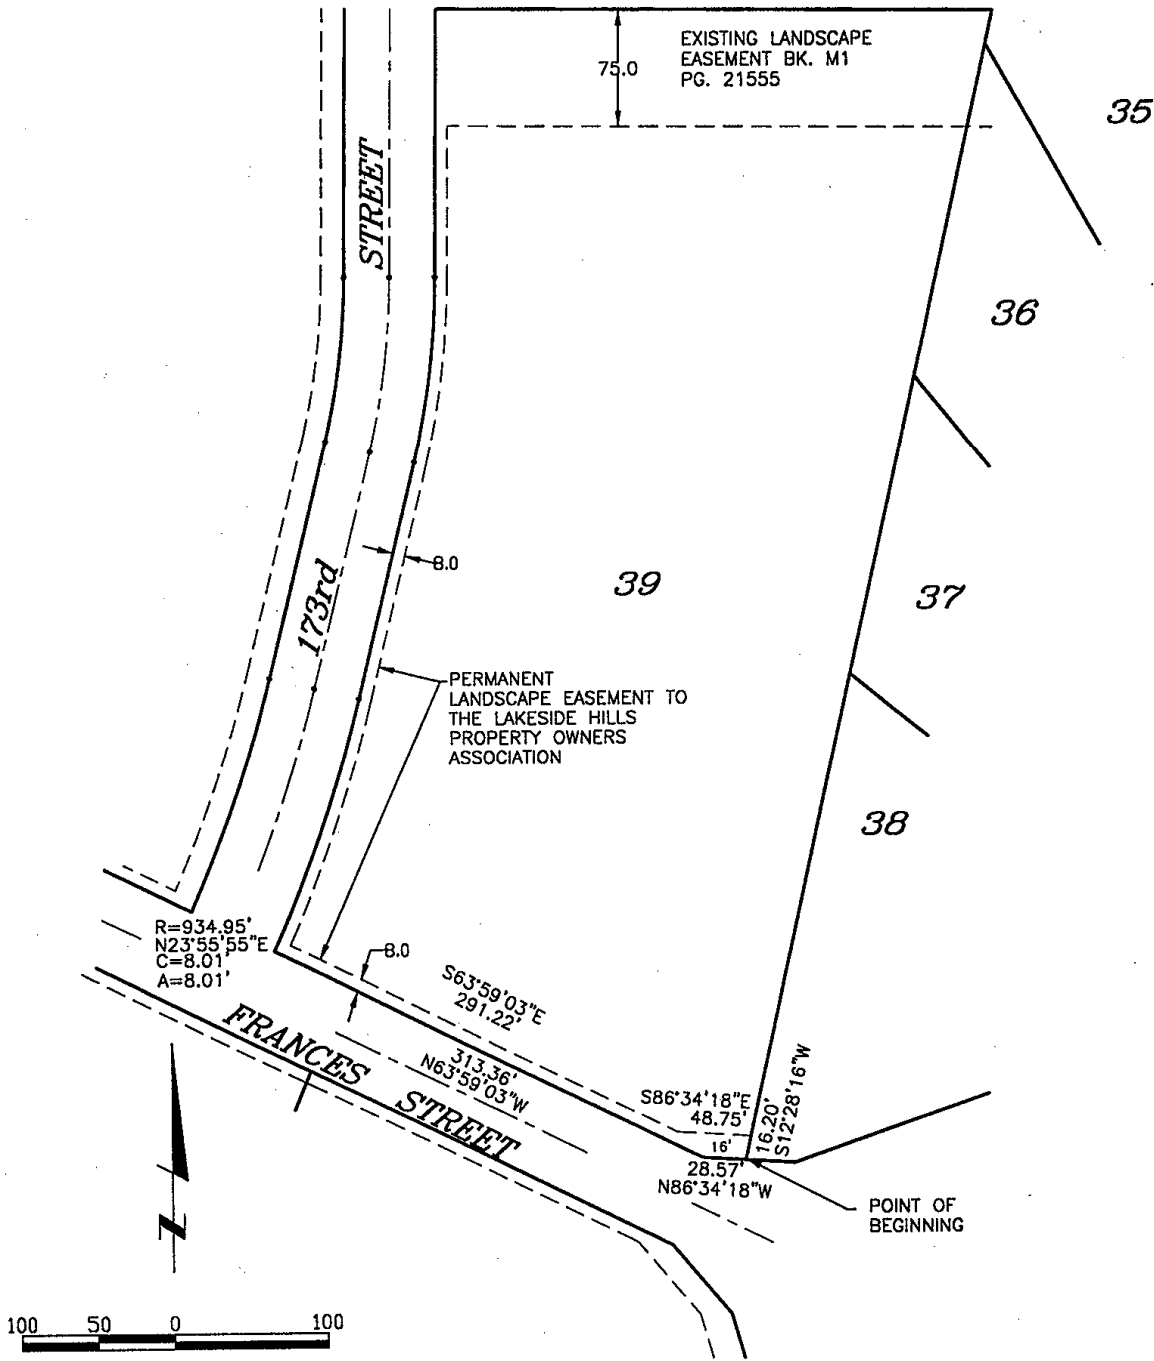 EXISTING LANDSCAPE
EASEMENT BK. M1
PG. 21555
75.0
35
STREET
36
8.0
39
37
173rd
PERMANENT
LANDSCAPE EASEMENT TO
THE LAKESIDE HILLS
PROPERTY OWNERS
ASSOCIATION
38
R=934.95'
N23°55'55"E
C=8.01'
A=8.01'
8.0
S63°59'03"E
291.22'
FRANCES STREET
313.36'
N63°59'03"W
S86°34'18"E
48.75'
16'
16.20'
S12°28'16"W
28.57'
N86°34'18"W
POINT OF
BEGINNING
N
100 50 0 100